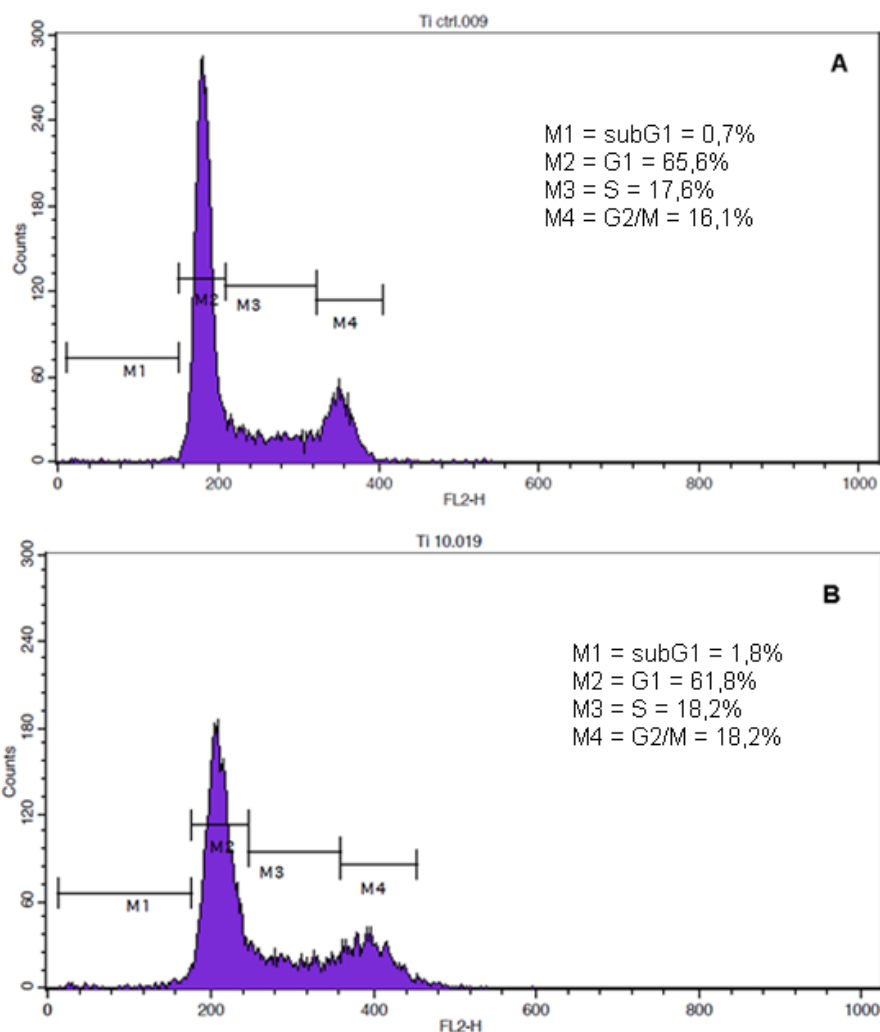 Ti ctrl.009
A
300
240
180
120
60
0
Counts
M1 = subG1 = 0,7%
M2 = G1 = 65,6%
M3 = S = 17,6%
M4 = G2/M = 16,1%
M1
M2
M3
M4
0 200 400 600 800 1000
FL2-H
Ti 10.019
B
300
240
180
120
60
0
Counts
M1 = subG1 = 1,8%
M2 = G1 = 61,8%
M3 = S = 18,2%
M4 = G2/M = 18,2%
M1
M2
M3
M4
0 200 400 600 800 1000
FL2-H